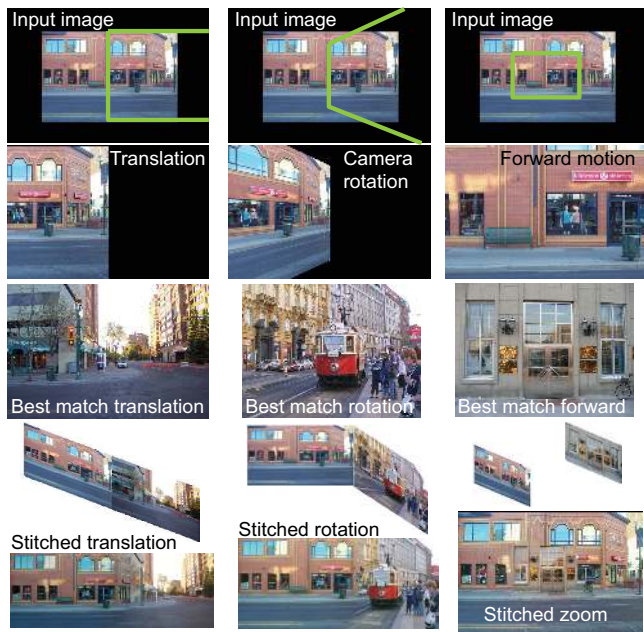 Input image
Input image
Input image
Translation
Camera
rotation
Forward motion
Best match translation
Best match rotation
Best match forward
Stitched translation
Stitched rotation
Stitched zoom